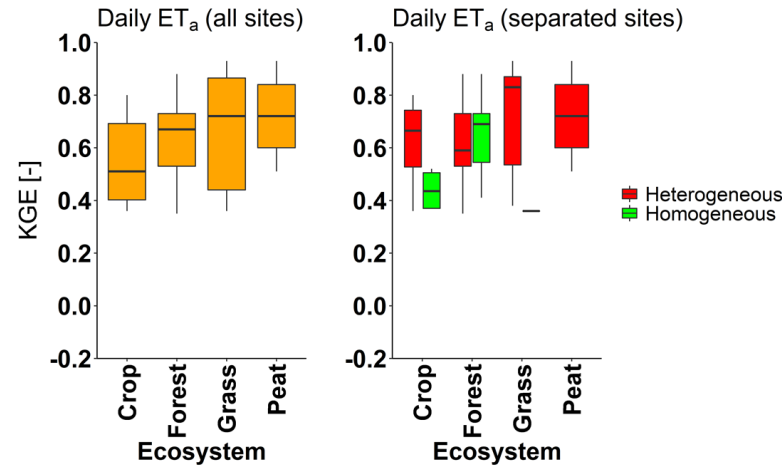 Daily ETa (all sites)
Daily ETa (separated sites)
KGE [-]
1.0
0.8
0.6
0.4
0.2
0.0
-0.2
Crop
Forest
Grass
Peat
Ecosystem
1.0
0.8
0.6
0.4
0.2
0.0
-0.2
Crop
Forest
Grass
Peat
Ecosystem
Heterogeneous
Homogeneous